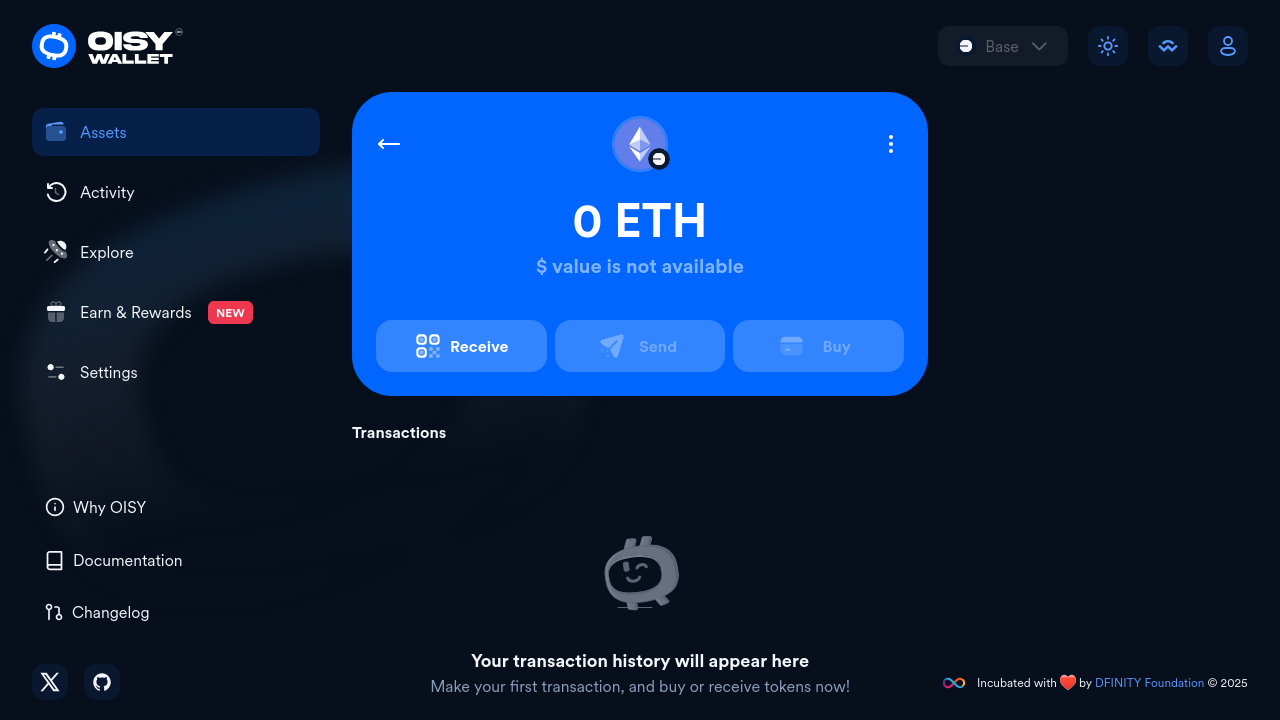 OISY
WALLET
Base
Assets
Activity
Explore
Earn & Rewards NEW
Settings
0 ETH
$ value is not available
Receive
Send
Buy
Transactions
Why OISY
Documentation
Changelog
Your transaction history will appear here
Make your first transaction, and buy or receive tokens now!
Incubated with ❤️ by DFINITY Foundation © 2025